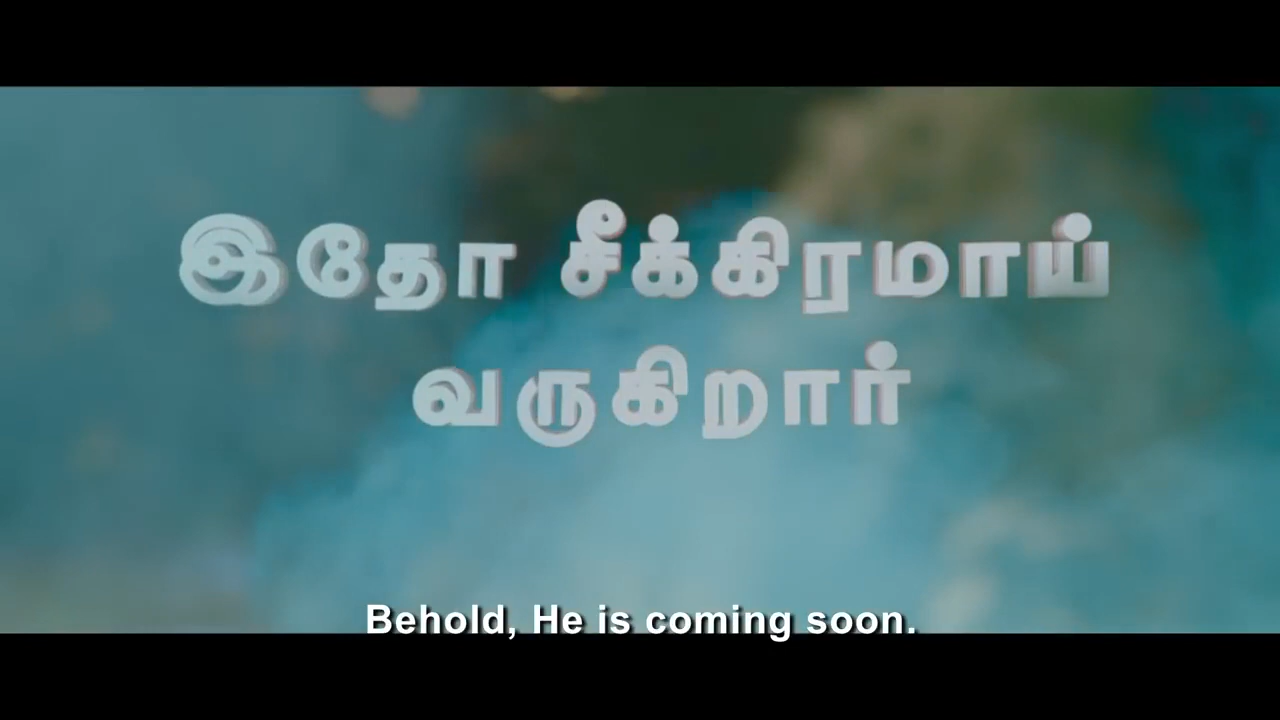 இதோ சீக்கிரமாய்
வருகிறார்
Behold, He is coming soon.